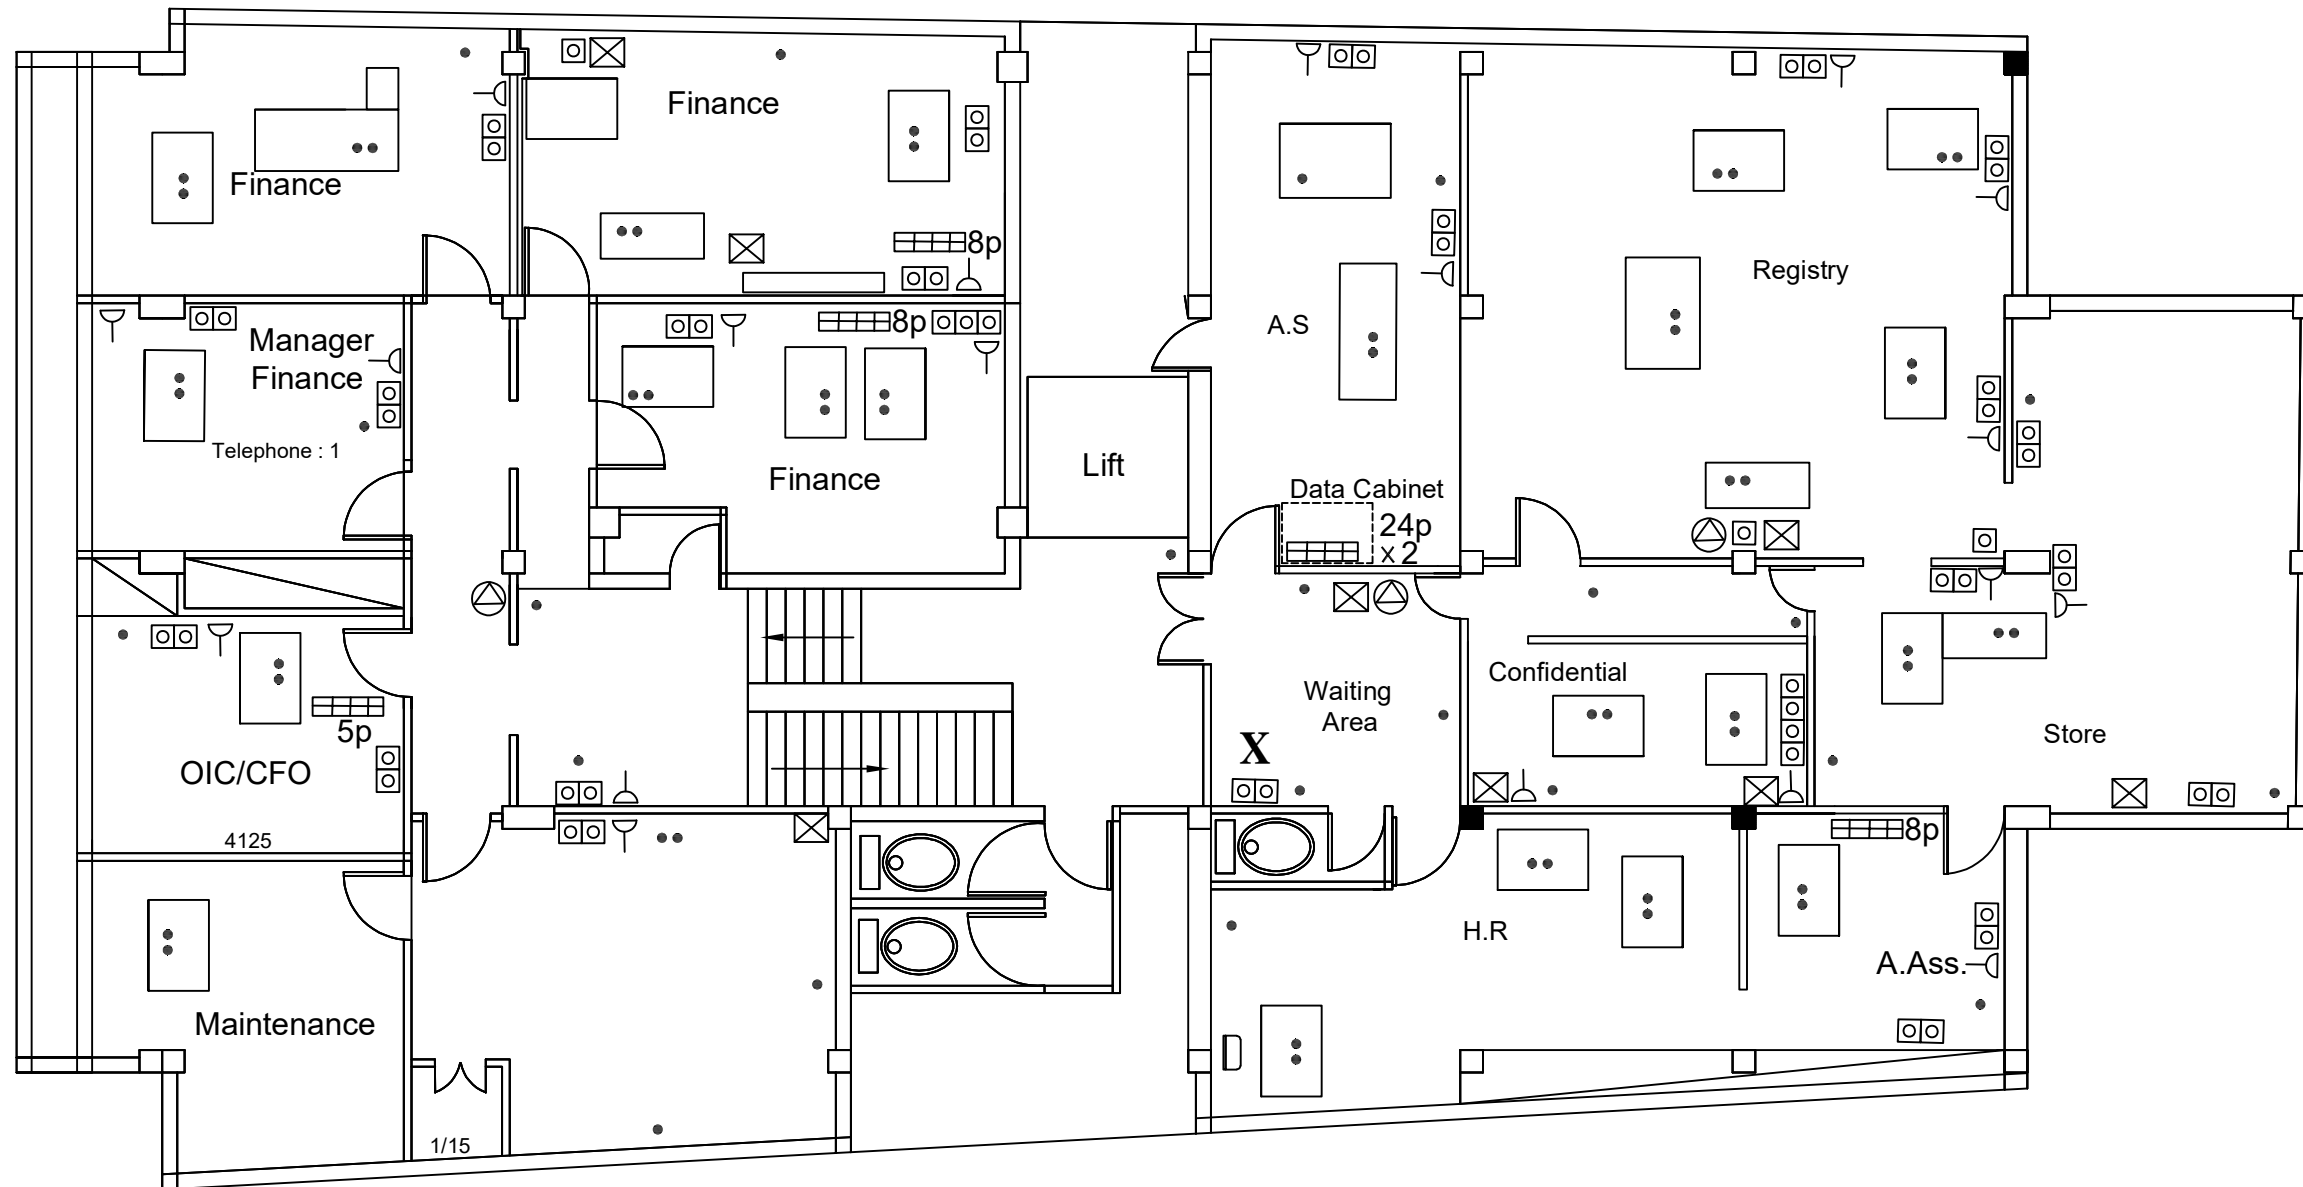 Finance
Finance
Finance
8p
Manager
Finance
Telephone : 1
8p
Finance
Lift
A.S
Registry
Data Cabinet
24p
x 2
5p
OIC/CFO
4125
Waiting
Area
X
Confidential
Store
8p
Maintenance
H.R
A.Ass.
1/15